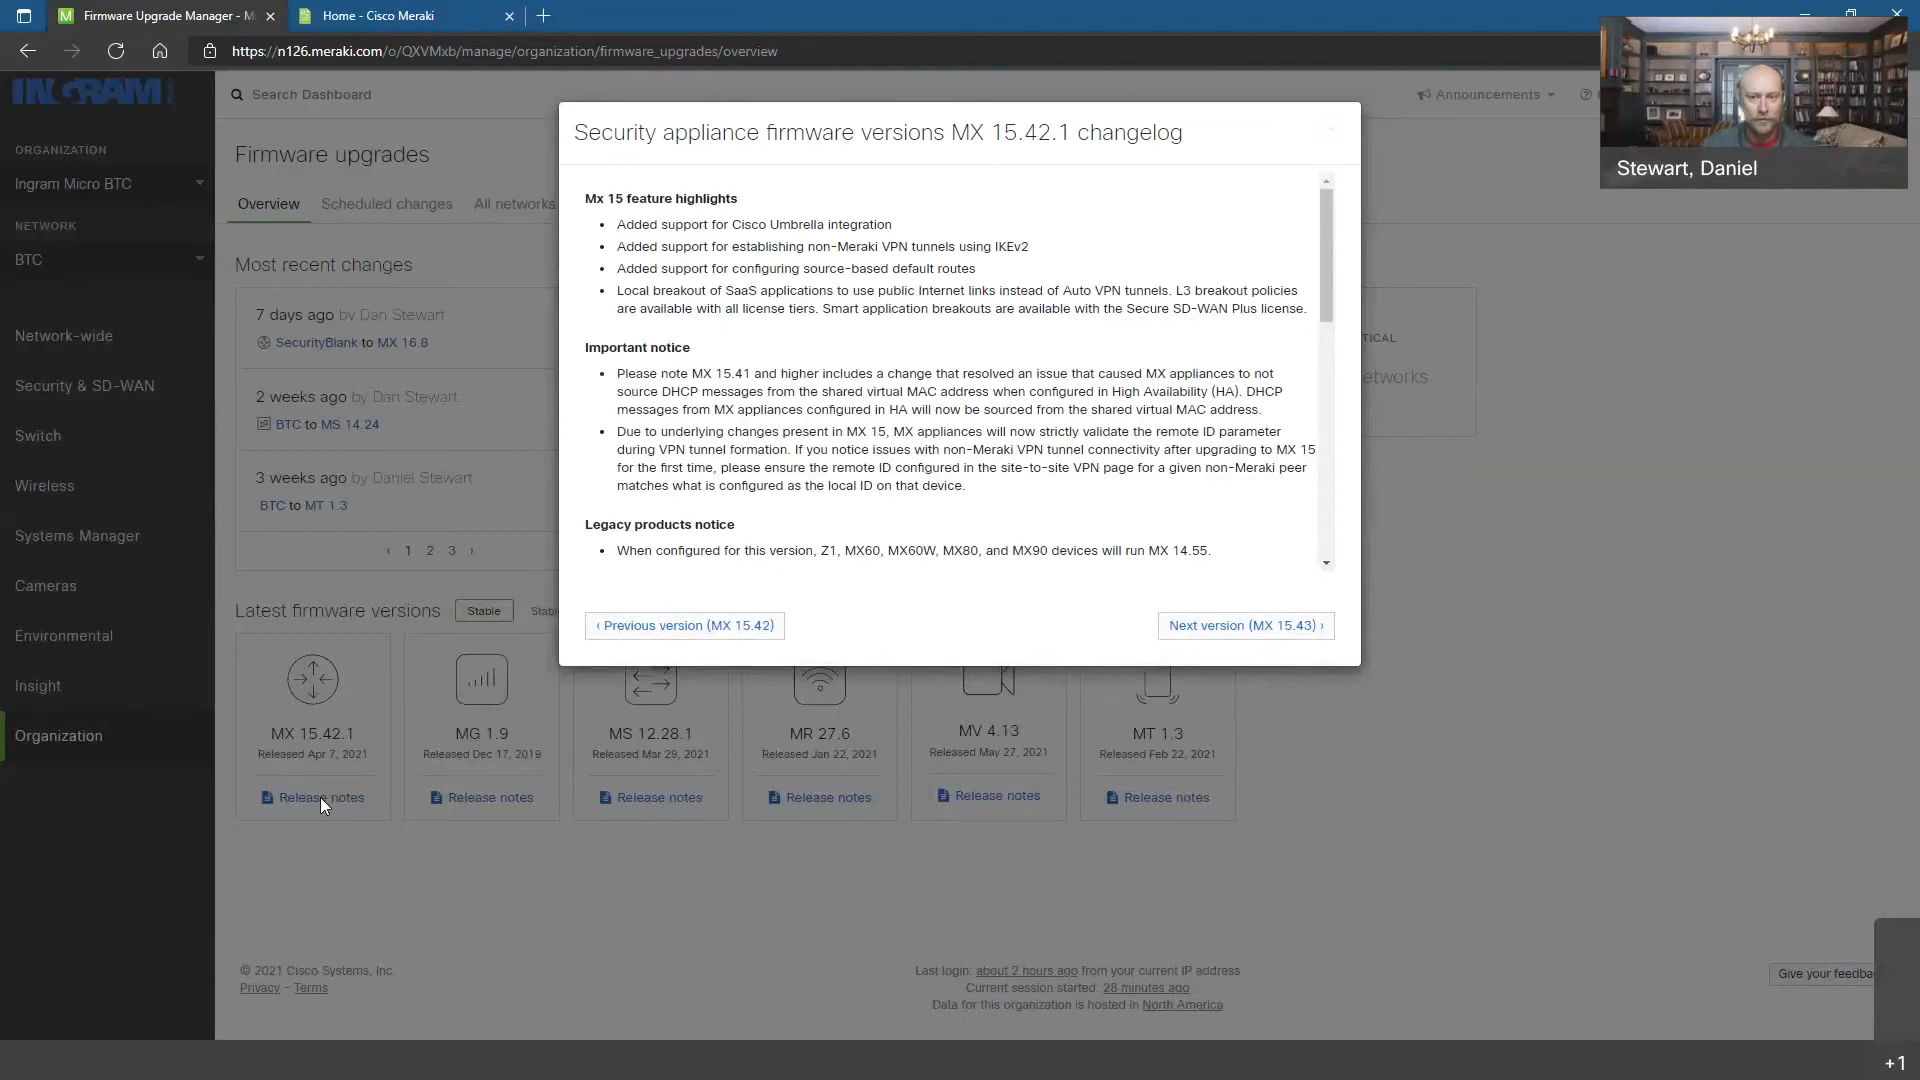 Firmware Upgrade Manager - M
Home - Cisco Meraki
https://n126.meraki.com/o/QXVMxb/manage/organization/firmware_upgrades/overview
INGRAM
Search Dashboard
Announcements
ORGANIZATION
Ingram Micro BTC
NETWORK
BTC
Network-wide
Security & SD-WAN
Switch
Wireless
Systems Manager
Cameras
Environmental
Insight
Organization
Firmware upgrades
Overview
Scheduled changes
All networks
Most recent changes
7 days ago by Dan Stewart
SecurityBlank to MX 16.8
2 weeks ago by Dan Stewart
BTC to MS 14.24
3 weeks ago by Daniel Stewart
BTC to MT 1.3
‹ 1 2 3 ›
TICAL
etworks
Security appliance firmware versions MX 15.42.1 changelog
Mx 15 feature highlights
• Added support for Cisco Umbrella integration
• Added support for establishing non-Meraki VPN tunnels using IKEv2
• Added support for configuring source-based default routes
• Local breakout of SaaS applications to use public Internet links instead of Auto VPN tunnels. L3 breakout policies
are available with all license tiers. Smart application breakouts are available with the Secure SD-WAN Plus license.
Important notice
• Please note MX 15.41 and higher includes a change that resolved an issue that caused MX appliances to not
source DHCP messages from the shared virtual MAC address when configured in High Availability (HA). DHCP
messages from MX appliances configured in HA will now be sourced from the shared virtual MAC address.
• Due to underlying changes present in MX 15, MX appliances will now strictly validate the remote ID parameter
during VPN tunnel formation. If you notice issues with non-Meraki VPN tunnel connectivity after upgrading to MX 15
for the first time, please ensure the remote ID configured in the site-to-site VPN page for a given non-Meraki peer
matches what is configured as the local ID on that device.
Legacy products notice
• When configured for this version, Z1, MX60, MX60W, MX80, and MX90 devices will run MX 14.55.
‹ Previous version (MX 15.42)
Next version (MX 15.43) ›
Latest firmware versions
Stable
Stabl
MX 15.42.1
Released Apr 7, 2021
Release notes
MG 1.9
Released Dec 17, 2019
Release notes
MS 12.28.1
Released Mar 29, 2021
Release notes
MR 27.6
Released Jan 22, 2021
Release notes
MV 4.13
Released May 27, 2021
Release notes
MT 1.3
Released Feb 22, 2021
Release notes
© 2021 Cisco Systems, Inc.
Privacy - Terms
Last login: about 2 hours ago from your current IP address
Current session started: 28 minutes ago
Data for this organization is hosted in North America
Give your feedba
Stewart, Daniel
+1